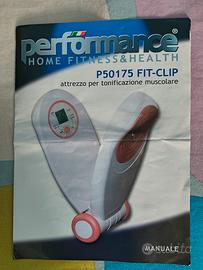 performance®
HOME FITNESS&HEALTH
P50175 FIT-CLIP
attrezzo per tonificazione muscolare
MANUALE